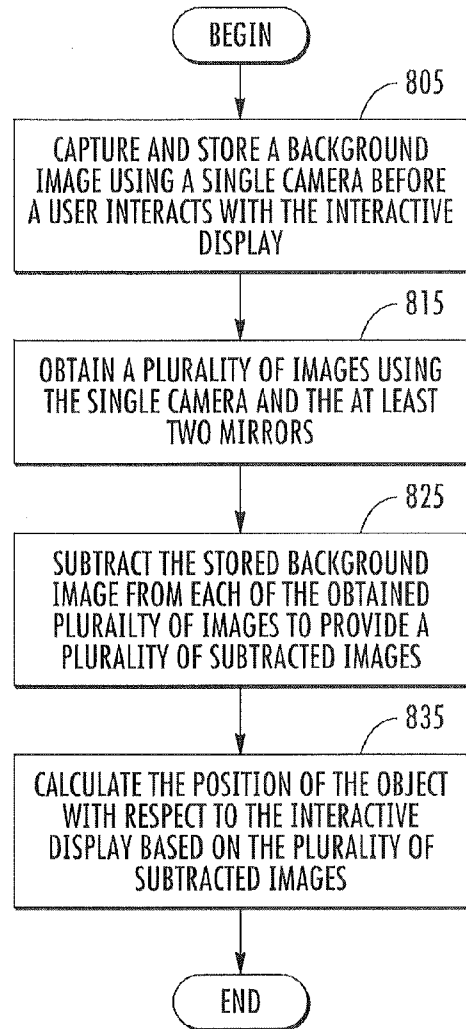 BEGIN
805
CAPTURE AND STORE A BACKGROUND
IMAGE USING A SINGLE CAMERA BEFORE
A USER INTERACTS WITH THE INTERACTIVE
DISPLAY
815
OBTAIN A PLURALITY OF IMAGES USING
THE SINGLE CAMERA AND THE AT LEAST
TWO MIRRORS
825
SUBTRACT THE STORED BACKGROUND
IMAGE FROM EACH OF THE OBTAINED
PLURAILTY OF IMAGES TO PROVIDE A
PLURALITY OF SUBTRACTED IMAGES
835
CALCULATE THE POSITION OF THE OBJECT
WITH RESPECT TO THE INTERACTIVE
DISPLAY BASED ON THE PLURALITY OF
SUBTRACTED IMAGES
END